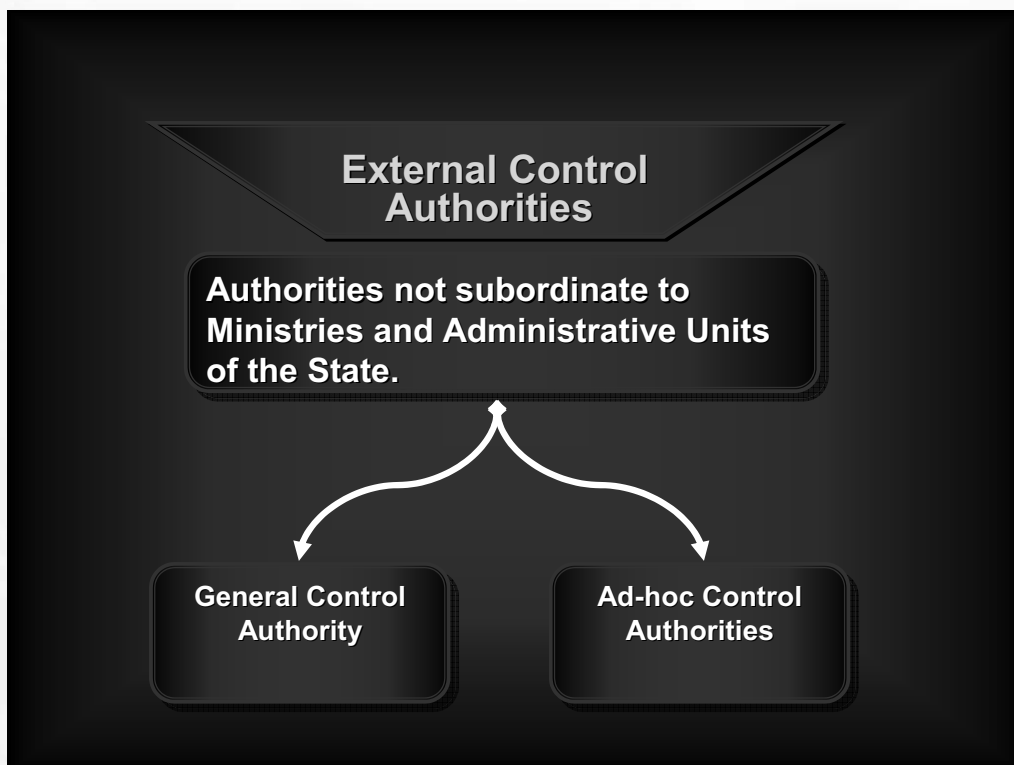 External Control
Authorities
Authorities not subordinate to
Ministries and Administrative Units
of the State.
General Control
Authority
Ad-hoc Control
Authorities